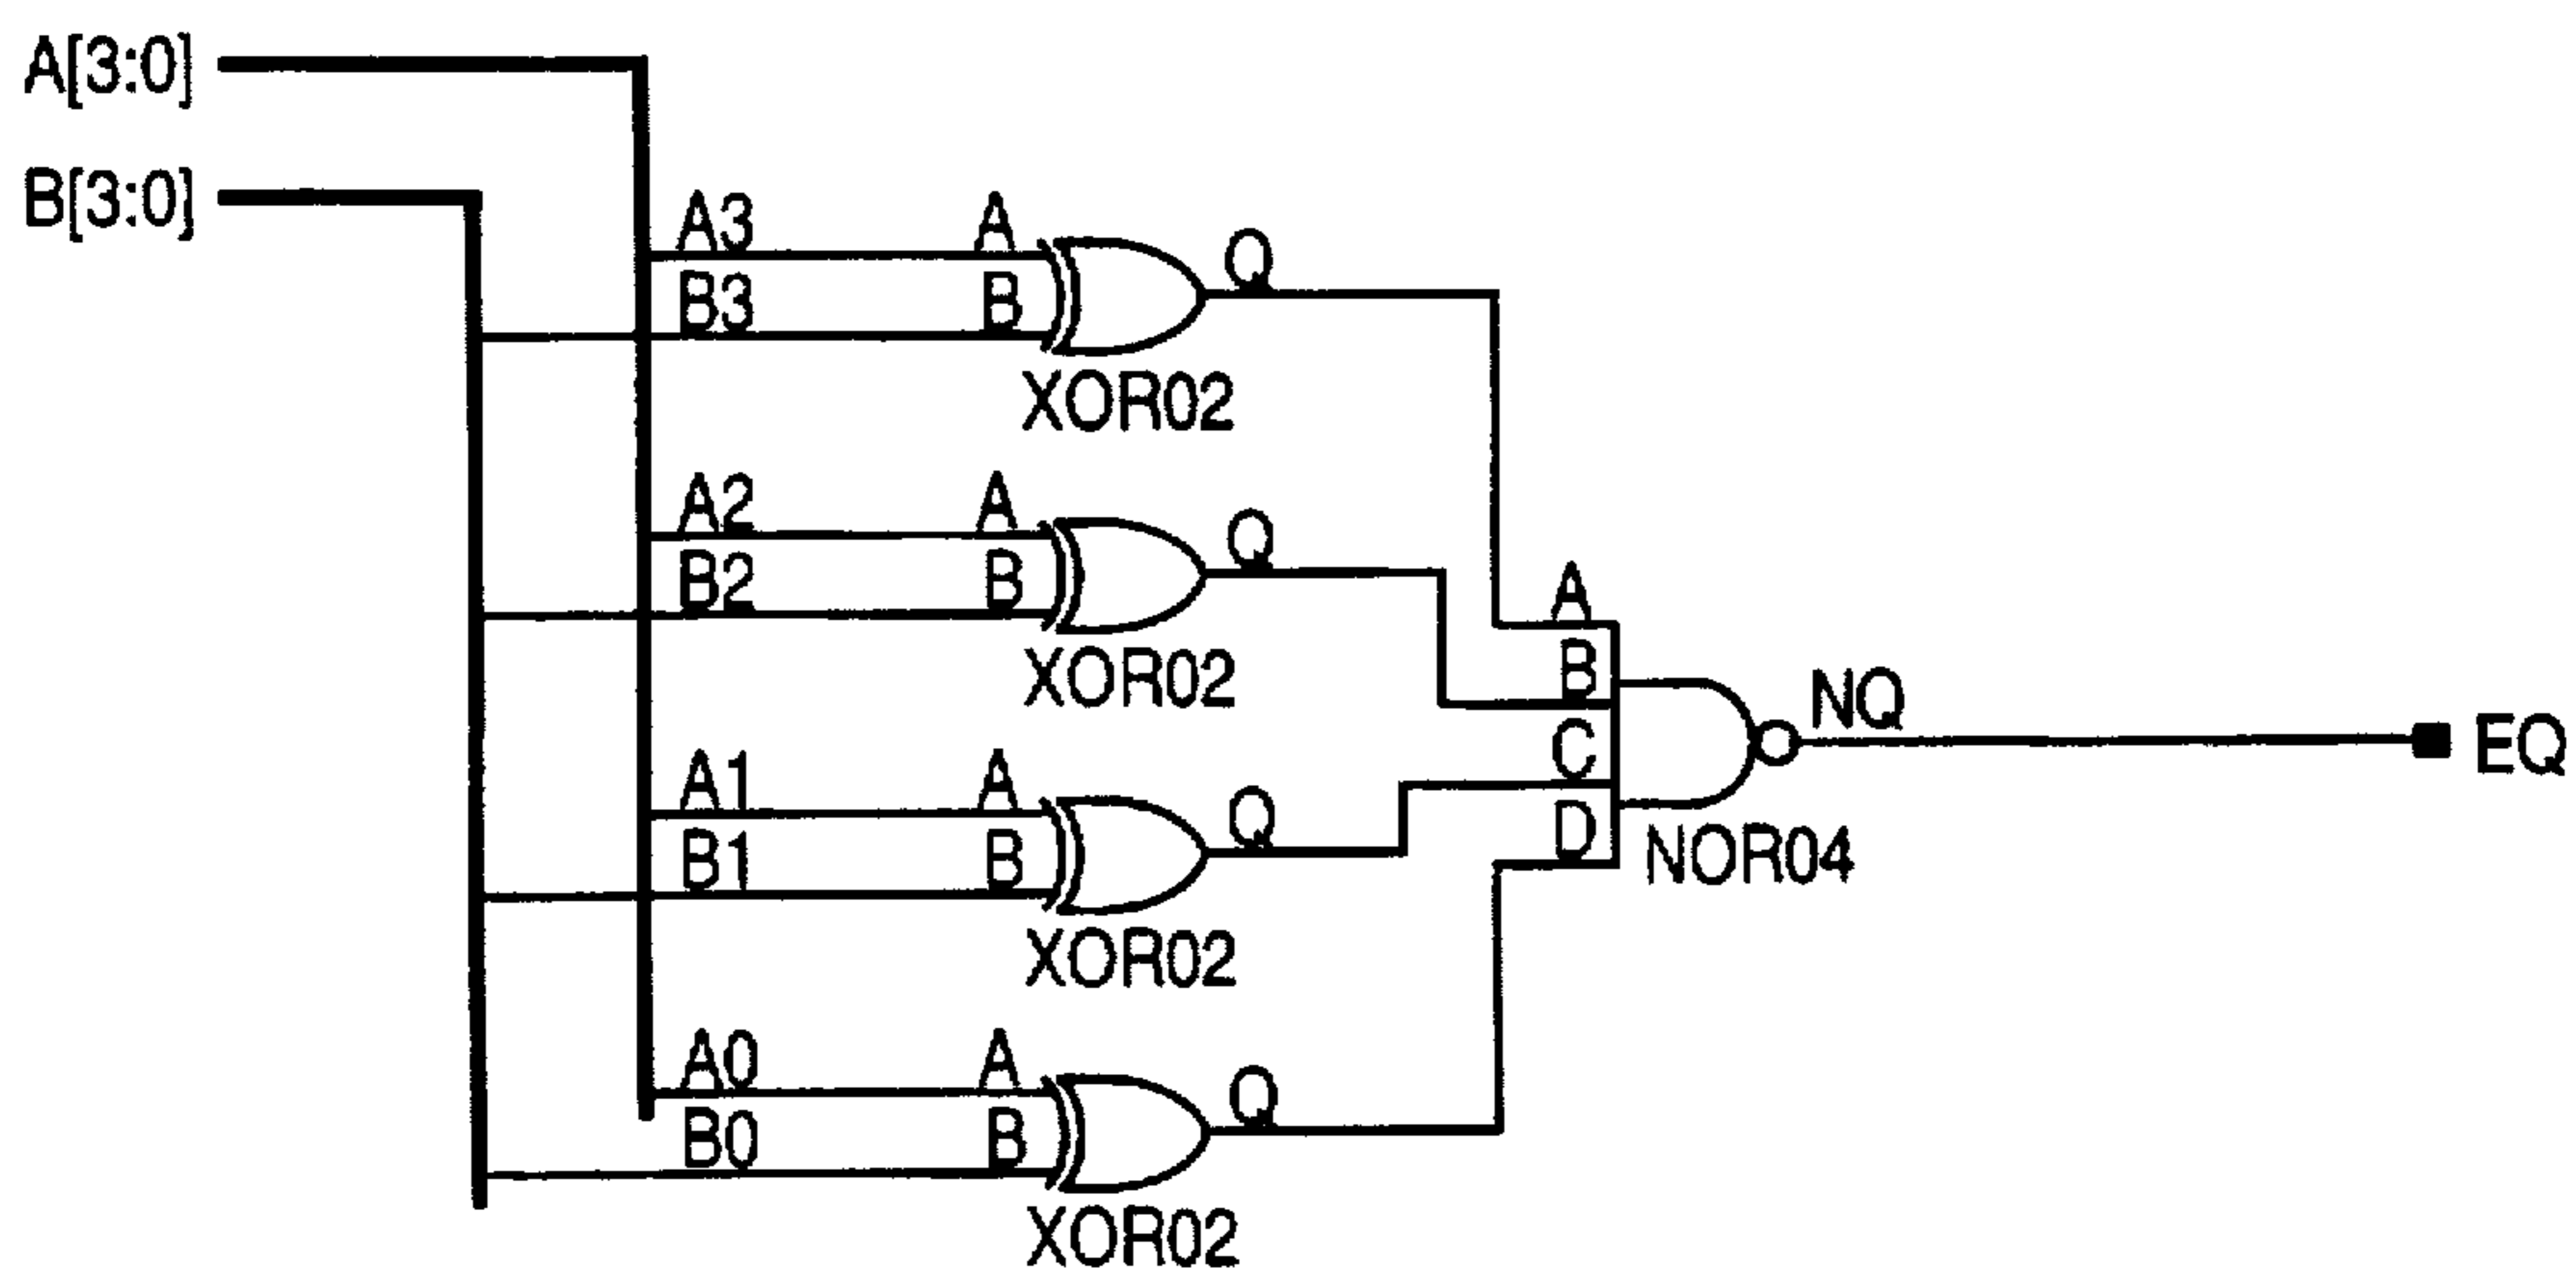 A[3:0]
B[3:0]
A3 A Q
B3 B
XOR02
A2 A Q
B2 B
XOR02
A
B NQ
C EQ
D NOR04
A1 A Q
B1 B
XOR02
A0 A Q
B0 B
XOR02